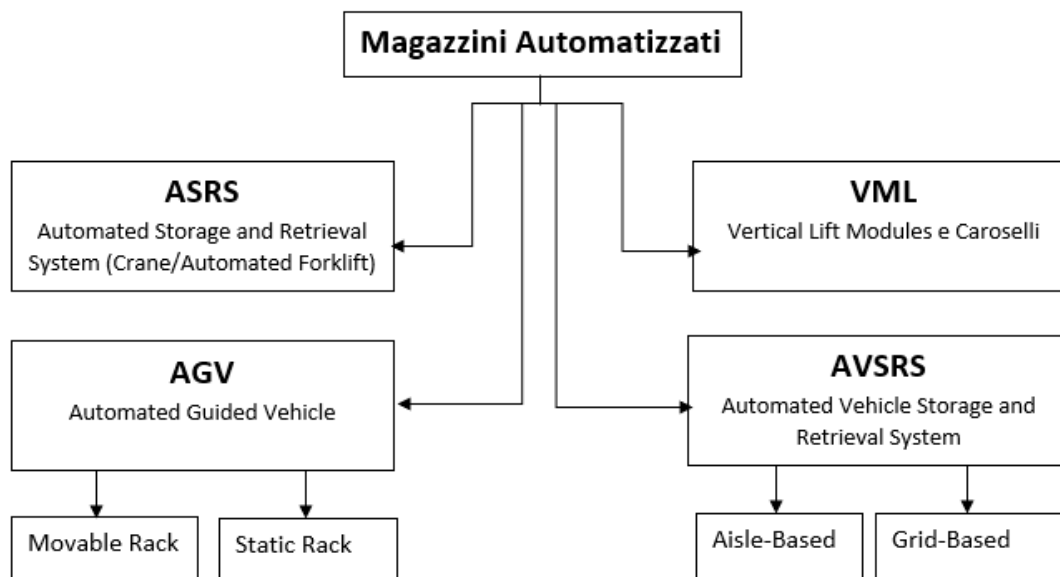 Magazzini Automatizzati
ASRS
Automated Storage and Retrieval
System (Crane/Automated Forklift)
VML
Vertical Lift Modules e Caroselli
AGV
Automated Guided Vehicle
AVSRS
Automated Vehicle Storage and
Retrieval System
Movable Rack
Static Rack
Aisle-Based
Grid-Based